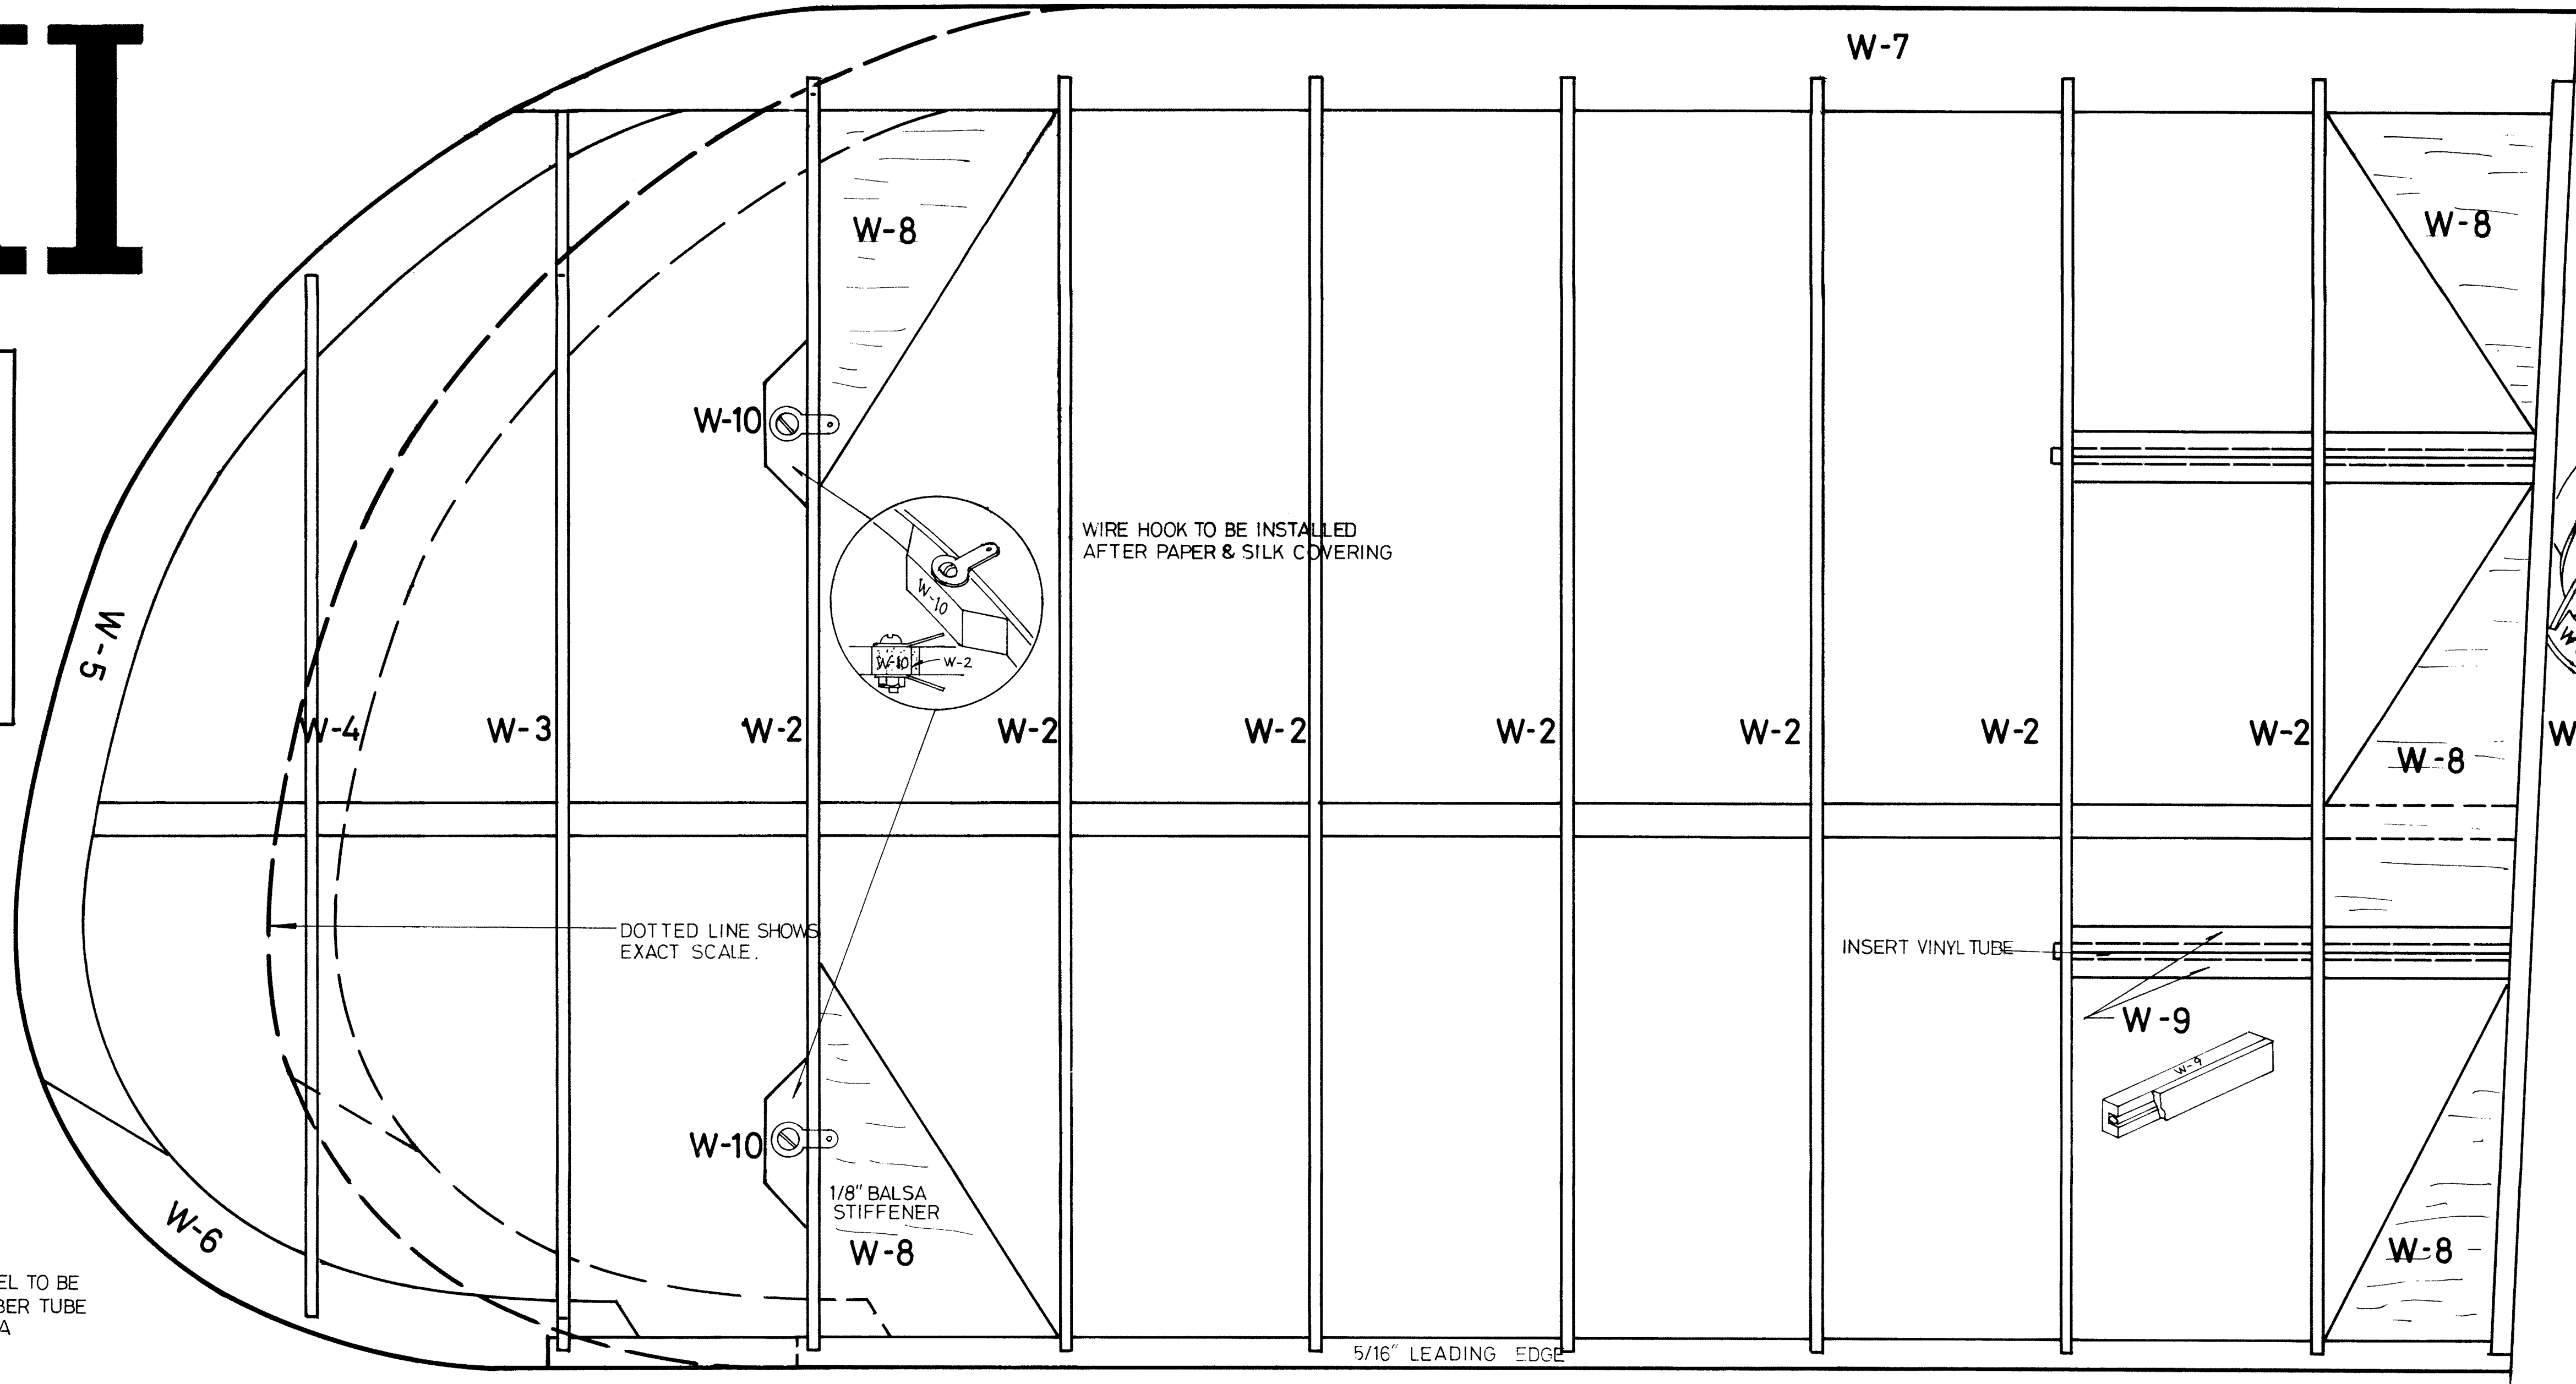 W-7
W-8
W-8
W-10
WIRE HOOK TO BE INSTALLED
AFTER PAPER & SILK COVERING
W-10
W-10
W-2
W-5
W-4
W-3
W-2
W-2
W-2
W-2
W-2
W-2
W-2
W-8
DOTTED LINE SHOWS
EXACT SCALE.
INSERT VINYL TUBE
W-9
W-9
W-10
1/8" BALSA
STIFFENER
W-8
W-8
W-6
EL TO BE
BER TUBE
A
5/16" LEADING EDGE